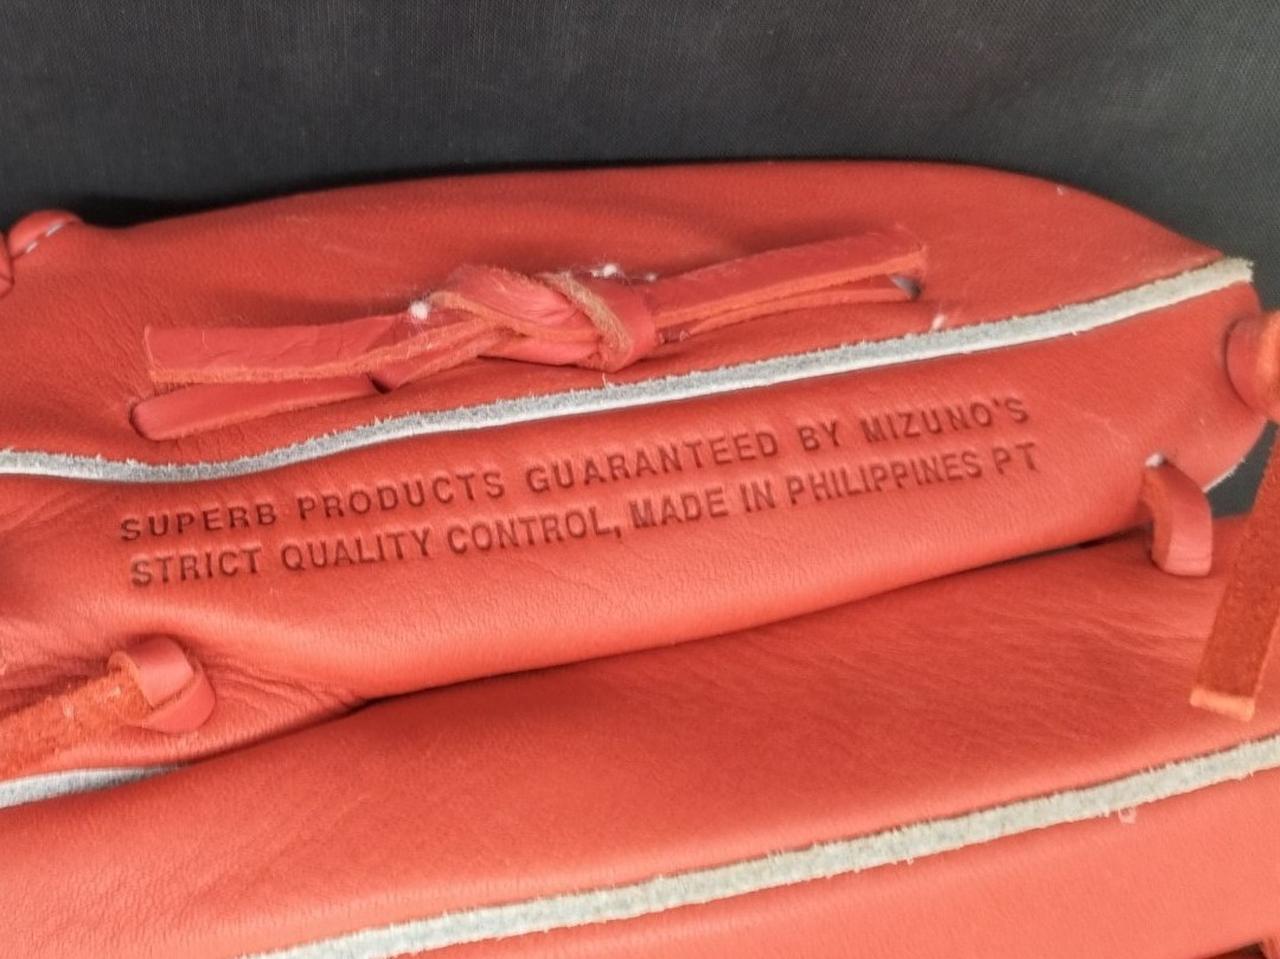 SUPERB PRODUCTS GUARANTEED BY MIZUNO'S
STRICT QUALITY CONTROL, MADE IN PHILIPPINES PT